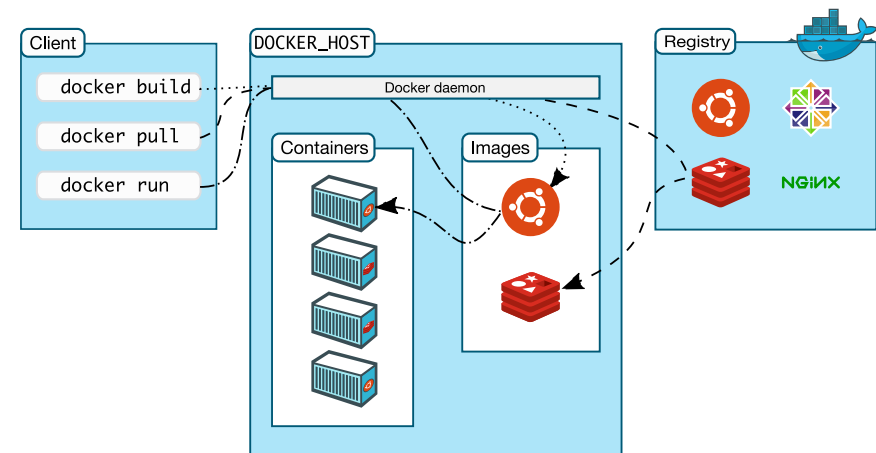 Client
docker build
docker pull
docker run
DOCKER_HOST
Docker daemon
Containers
Images
Registry
NGiNX